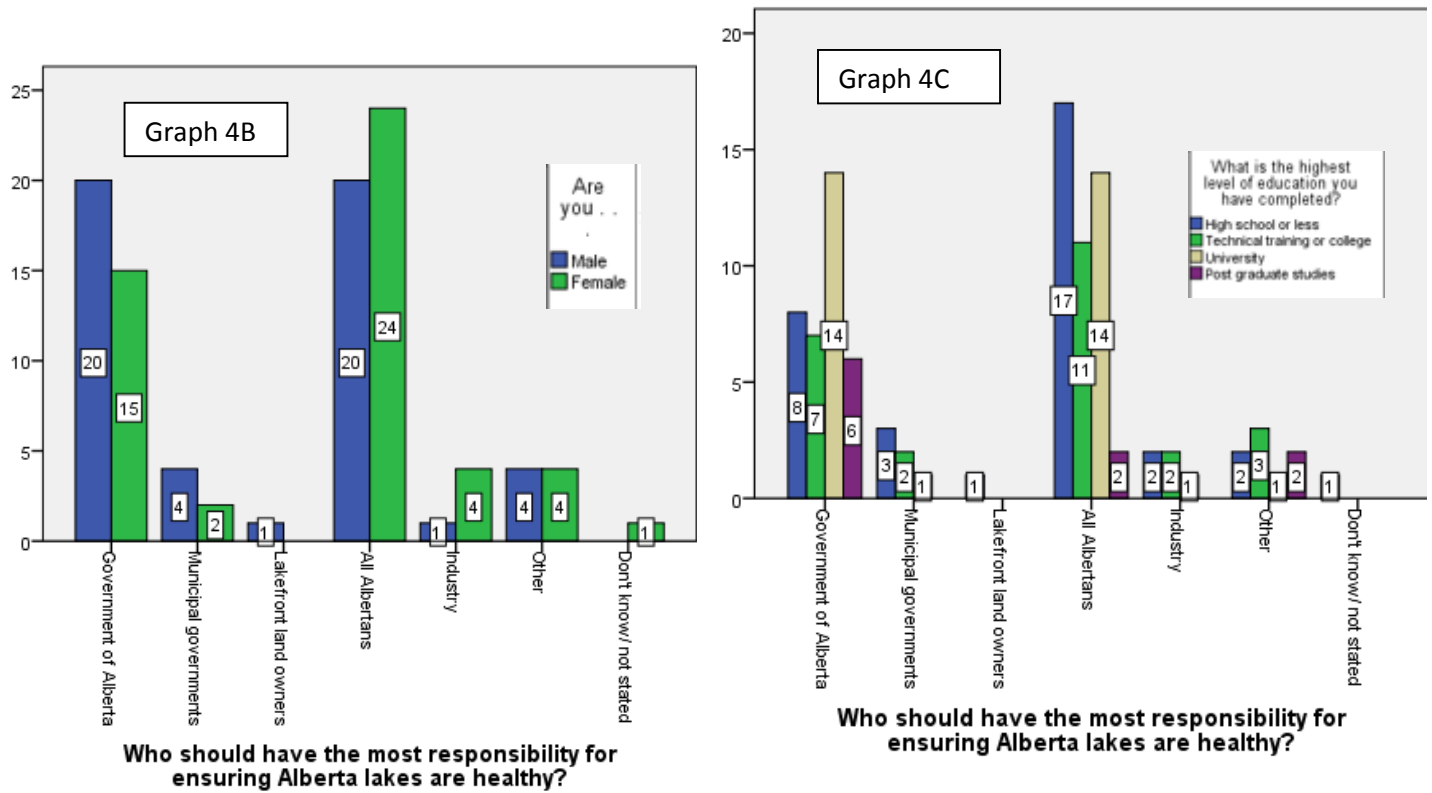 Graph 4B
25
20
15
10
5
0
Are
you . .
.
Male
Female
20
15
4
2
1
20
24
1
4
4
4
1
Government of Alberta
Municipal governments
Lakefront land owners
All Albertans
Industry
Other
Don't know/ not stated
Who should have the most responsibility for
ensuring Alberta lakes are healthy?
Graph 4C
20
15
10
5
0
What is the highest
level of education you
have completed?
High school or less
Technical training or college
University
Post graduate studies
8
7
14
6
3
2
1
1
17
11
14
2
2
2
1
2
3
1
2
1
Government of Alberta
Municipal governments
Lakefront land owners
All Albertans
Industry
Other
Don't know/ not stated
Who should have the most responsibility for
ensuring Alberta lakes are healthy?